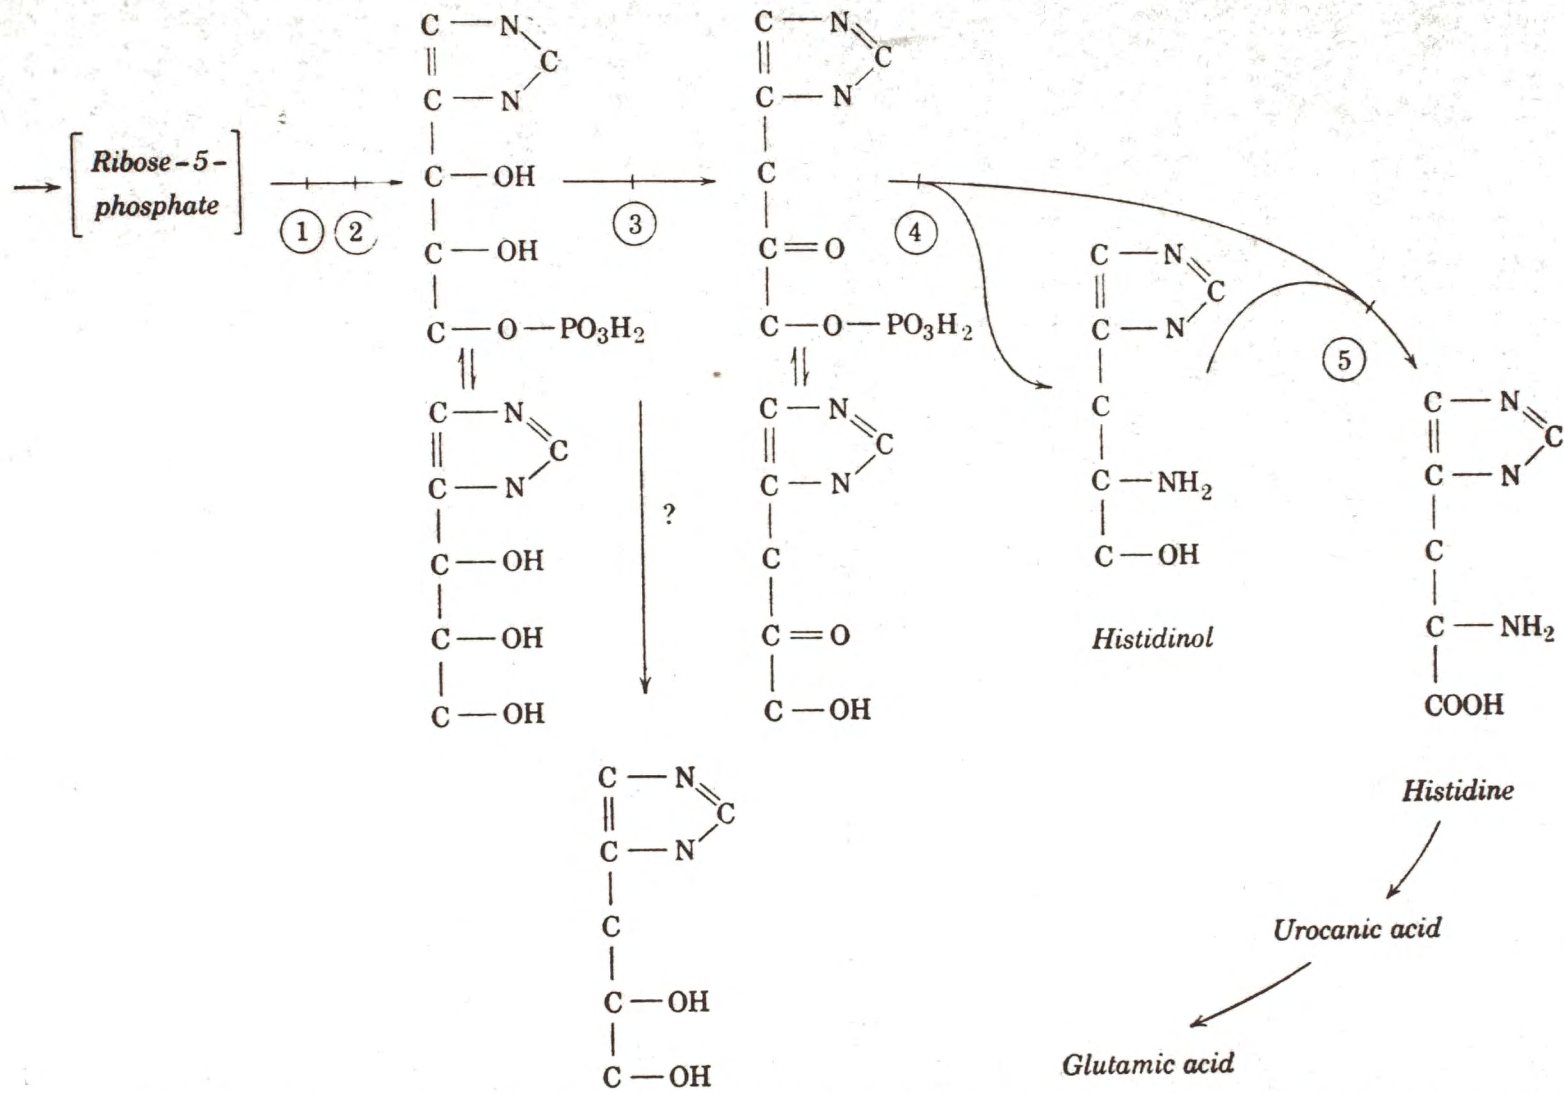 C — N
C
C — N
C — OH
C — OH
C — O — PO₃H₂
C — N
C
C — N
C — OH
C — OH
C — OH
[Ribose-5-
phosphate]
1 2
3
?
C — N
C
C — N
C
C = O
C — O — PO₃H₂
C — N
C
C — N
C
C = O
C — OH
C — N
C
C — N
C
C — OH
C — OH
4
C — N
C
C — N
C
C — NH₂
C — OH
Histidinol
5
C — N
C
C — N
C
C — NH₂
COOH
Histidine
Urocanic acid
Glutamic acid